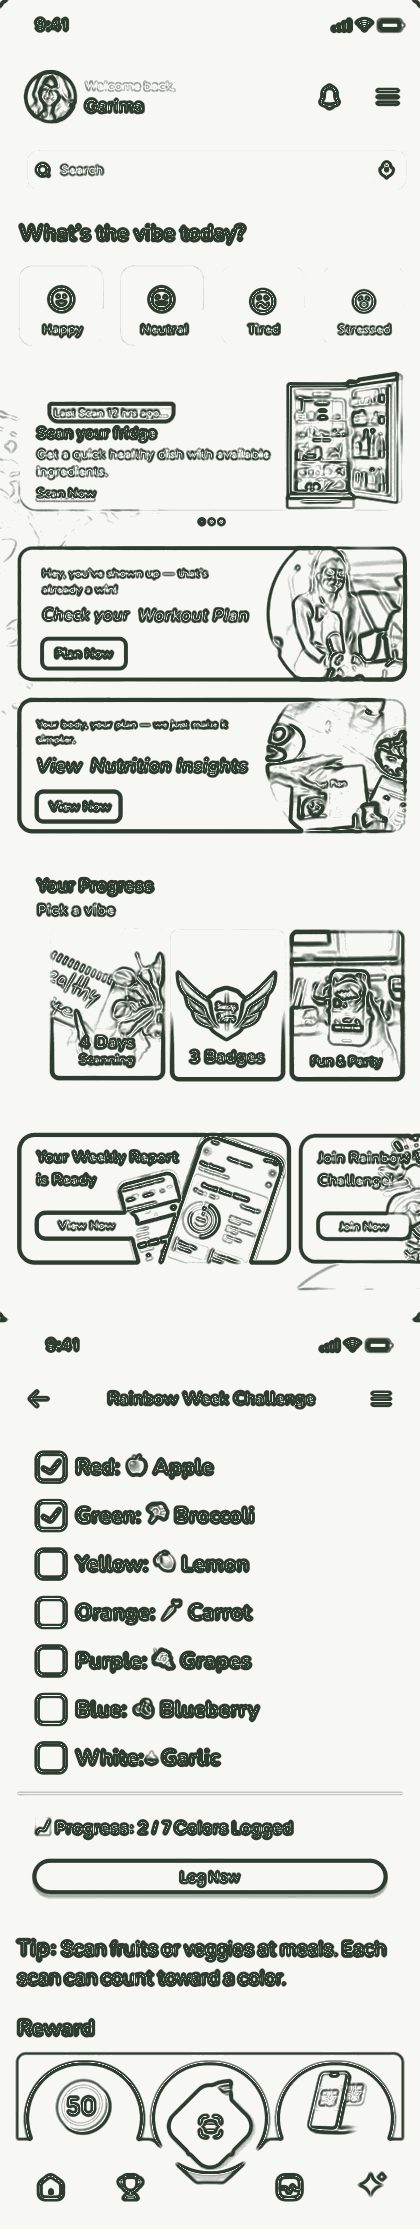 9:41
Welcome back,
Garima
Search
What's the vibe today?
Happy
Neutral
Tired
Stressed
Last Scan 12 hrs ago...
Scan your fridge
Get a quick healthy dish with available
ingredients.
Scan Now
Hey, you've shown up — that's
already a win!
Check your Workout Plan
Plan Now
Your body, your plan — we just make it
simpler.
View Nutrition Insights
View Now
Plan
Your Progress
Pick a vibe
4 Days
Scanning
3 Badges
Fun & Party
Your Weekly Report
is Ready
View Now
Join Rainbow
Challenge!
Join Now
9:41
Rainbow Week Challenge
Red: Apple
Green: Broccoli
Yellow: Lemon
Orange: Carrot
Purple: Grapes
Blue: Blueberry
White: Garlic
Progress: 2 / 7 Colors Logged
Log Now
Tip: Scan fruits or veggies at meals. Each
scan can count toward a color.
Reward
50